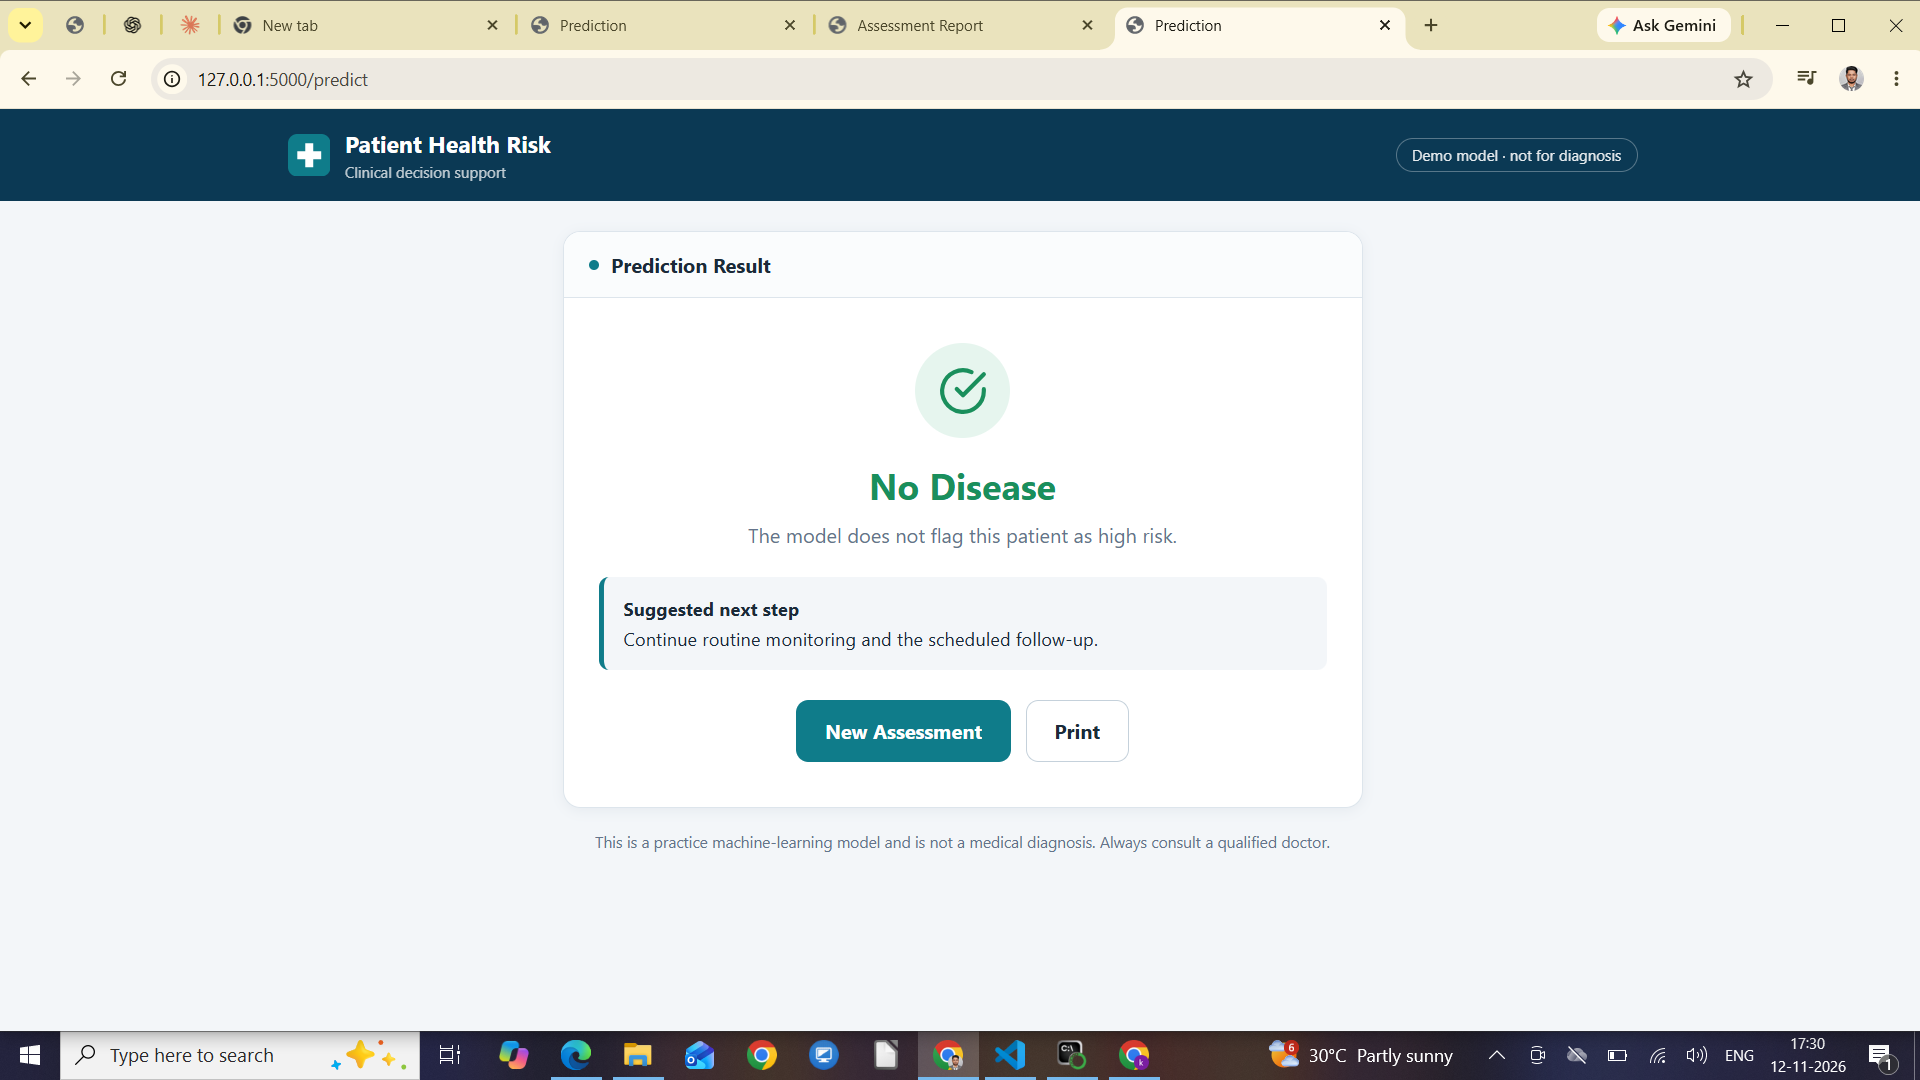 New tab
Prediction
Assessment Report
Prediction
Ask Gemini
127.0.0.1:5000/predict
Patient Health Risk
Clinical decision support
Demo model · not for diagnosis
Prediction Result
No Disease
The model does not flag this patient as high risk.
Suggested next step
Continue routine monitoring and the scheduled follow-up.
New Assessment
Print
This is a practice machine-learning model and is not a medical diagnosis. Always consult a qualified doctor.
Type here to search
C:\
6
30°C Partly sunny
ENG
17:30
12-11-2026
1